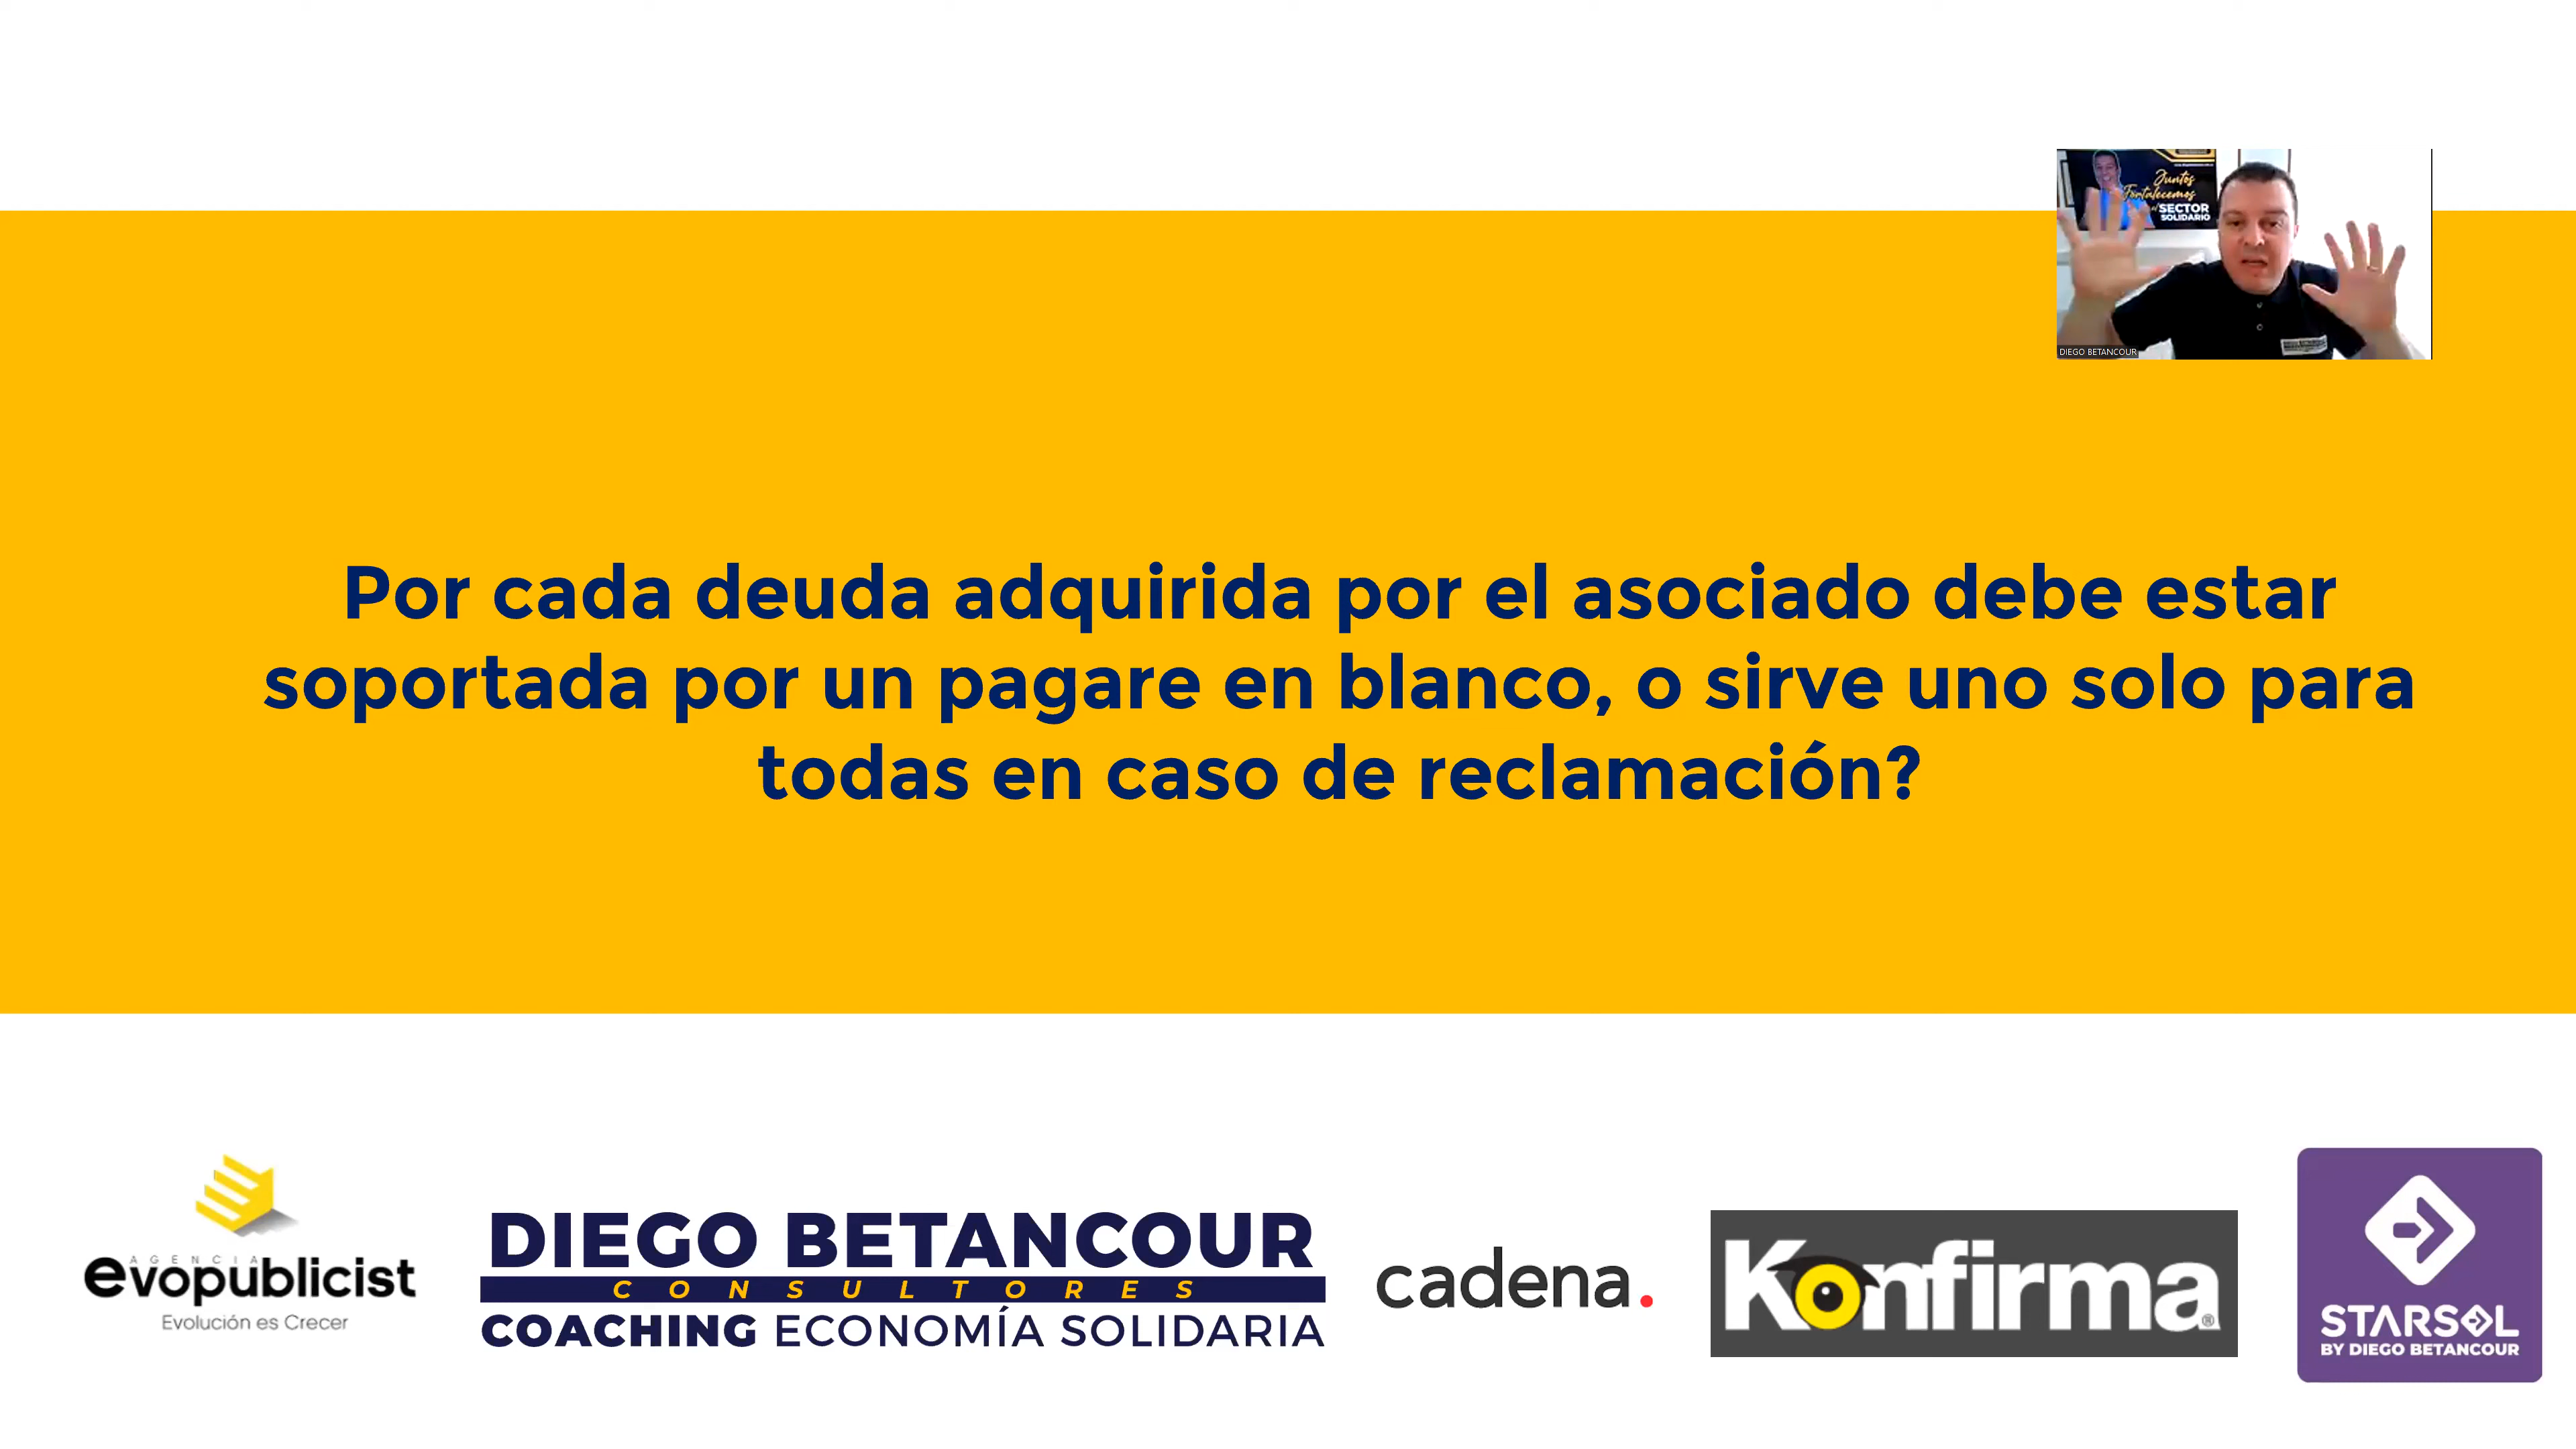 Juntos
Fortalecemos
el SECTOR
SOLIDARIO
DIEGO BETANCOUR
Por cada deuda adquirida por el asociado debe estar
soportada por un pagare en blanco, o sirve uno solo para
todas en caso de reclamación?
AGENCIA
evopublicist
Evolución es Crecer
DIEGO BETANCOUR
CONSULTORES
COACHING ECONOMÍA SOLIDARIA
cadena.
Konfirma®
STARSOL
BY DIEGO BETANCOUR